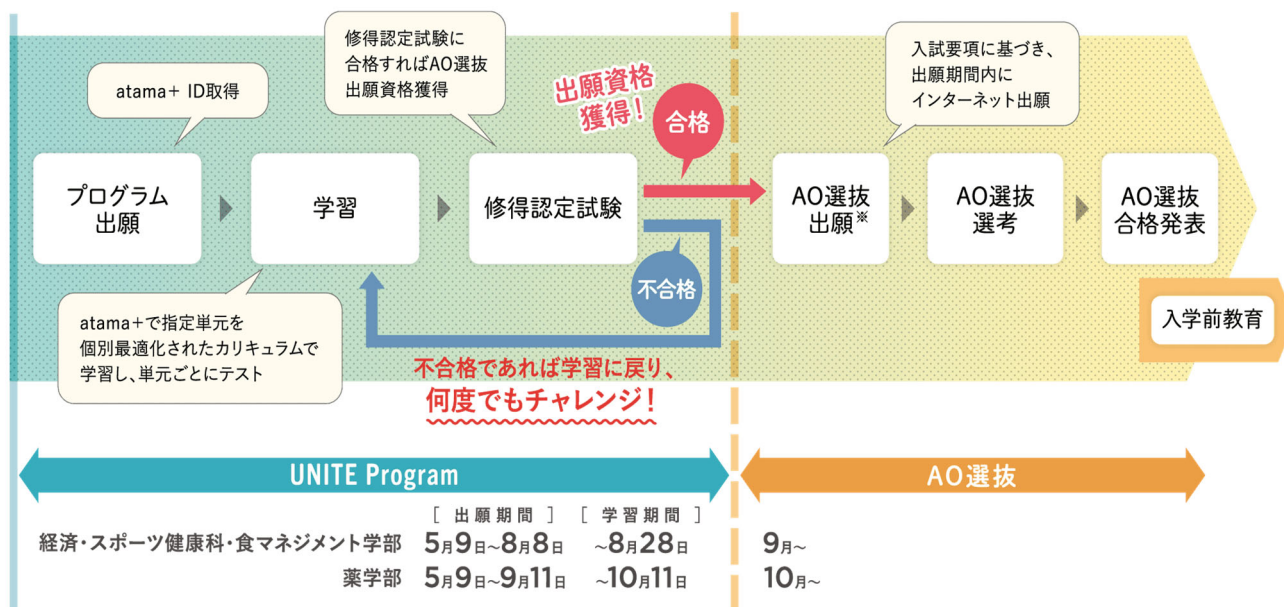 atama+ ID取得
修得認定試験に
合格すればAO選抜
出願資格獲得
出願資格
獲得！
合格
入試要項に基づき、
出願期間内に
インターネット出願
プログラム
出願
学習
修得認定試験
AO選抜
出願※
AO選抜
選考
AO選抜
合格発表
不合格
入学前教育
atama+で指定単元を
個別最適化されたカリキュラムで
学習し、単元ごとにテスト
不合格であれば学習に戻り、
何度でもチャレンジ！
UNITE Program
AO選抜
[ 出願期間 ] [ 学習期間 ]
経済・スポーツ健康科・食マネジメント学部 5月9日~8月8日 ~8月28日 9月~
薬学部 5月9日~9月11日 ~10月11日 10月~